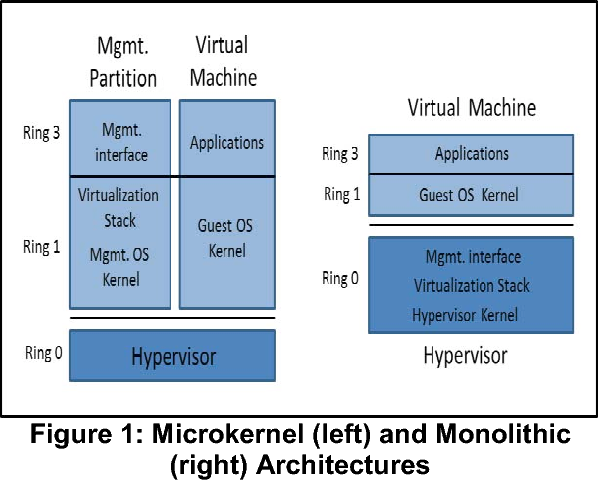 Mgmt.
Partition
Virtual
Machine
Ring 3
Mgmt.
interface
Applications
Virtualization
Stack
Ring 1
Mgmt. OS
Kernel
Guest OS
Kernel
Ring 0
Hypervisor
Virtual Machine
Ring 3
Applications
Ring 1
Guest OS Kernel
Ring 0
Mgmt. interface
Virtualization Stack
Hypervisor Kernel
Hypervisor
Figure 1: Microkernel (left) and Monolithic
(right) Architectures